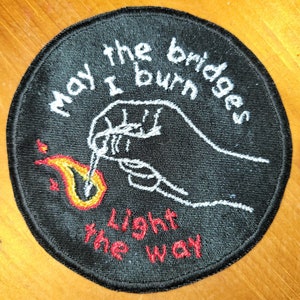 May the bridges
I burn
Light
the way